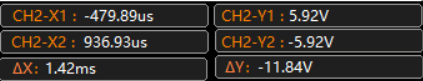 CH2-X1 : -479.89us CH2-Y1 : 5.92V
CH2-X2 : 936.93us CH2-Y2 : -5.92V
ΔX: 1.42ms ΔY: -11.84V